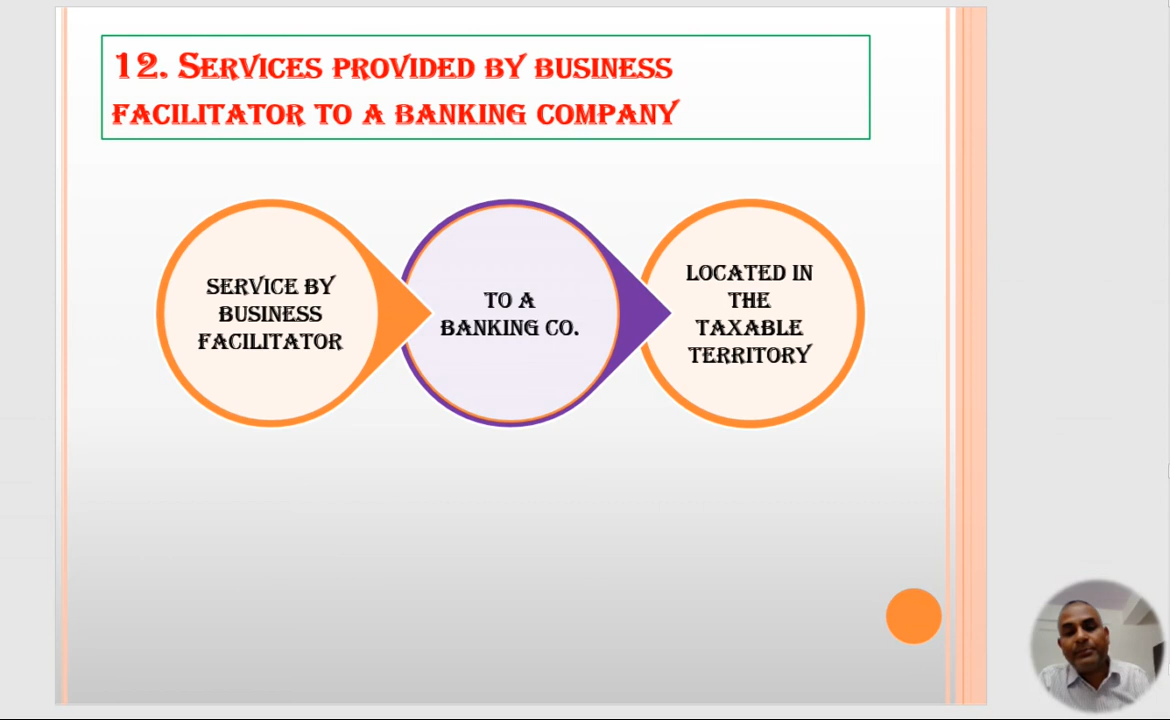 12. SERVICES PROVIDED BY BUSINESS
FACILITATOR TO A BANKING COMPANY
SERVICE BY
BUSINESS
FACILITATOR
TO A
BANKING CO.
LOCATED IN
THE
TAXABLE
TERRITORY